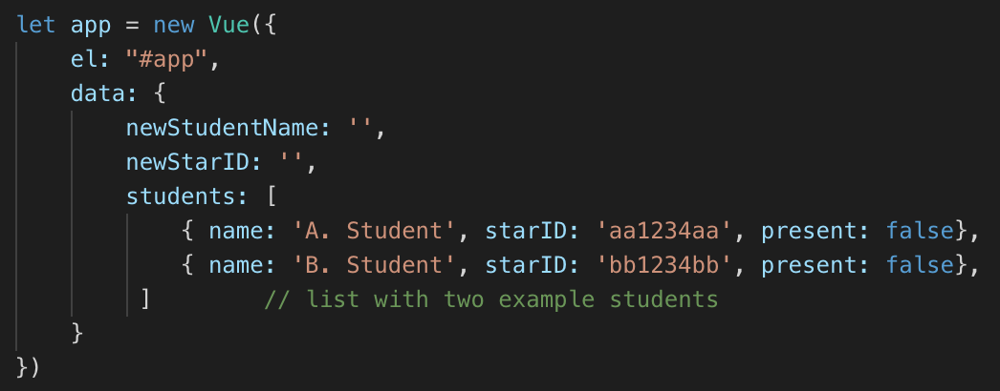 let app = new Vue({
    el: "#app",
    data: {
        newStudentName: '',
        newStarID: '',
        students: [
            { name: 'A. Student', starID: 'aa1234aa', present: false},
            { name: 'B. Student', starID: 'bb1234bb', present: false},
         ]        // list with two example students
    }
})